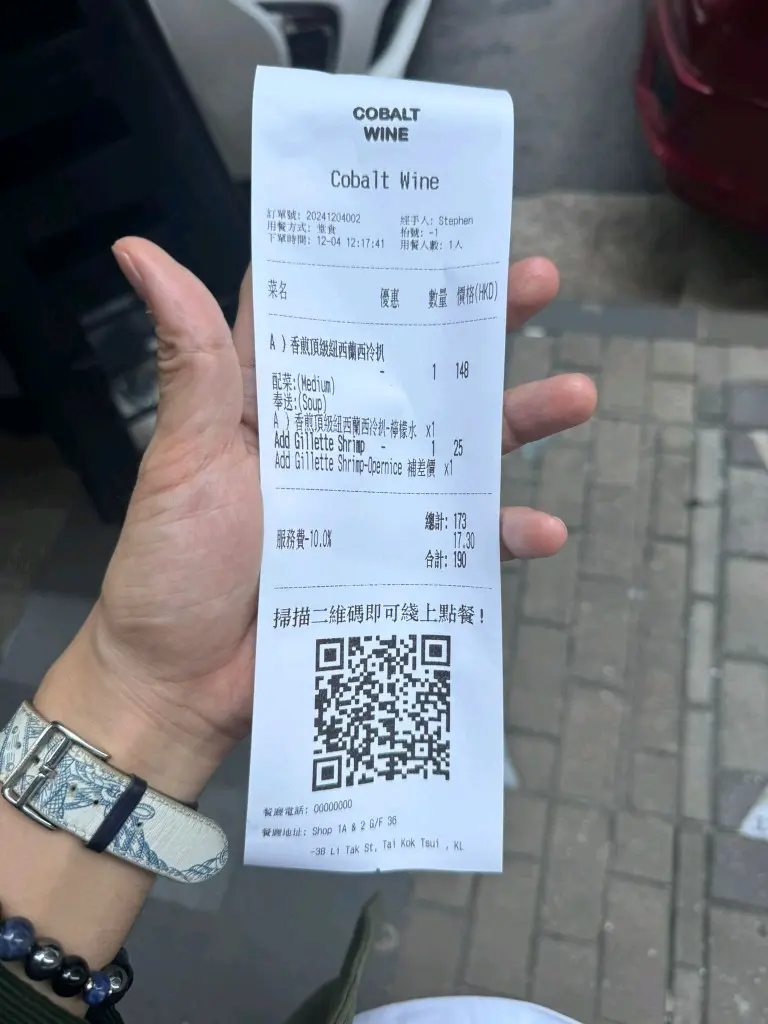 COBALT
WINE
Cobalt Wine
訂單號: 20241204002 經手人: Stephen
用餐方式: 堂食 枱號: -1
下單時間: 12-04 12:17:41 用餐人數: 1人
菜名 優惠 數量 價格(HKD)
A ) 香煎頂級紐西蘭西冷扒
- 1 148
配菜:(Medium)
奉送:(Soup)
A ) 香煎頂級紐西蘭西冷扒-檸檬水 x1
Add Gillette Shrimp - 1 25
Add Gillette Shrimp-Opernice 補差價 x1
總計: 173
服務費-10.0% 17.30
合計: 190
掃描二維碼即可綫上點餐!
餐廳電話: 00000000
餐廳地址: Shop 1A & 2 G/F 36
-38 Li Tak St, Tai Kok Tsui , KL